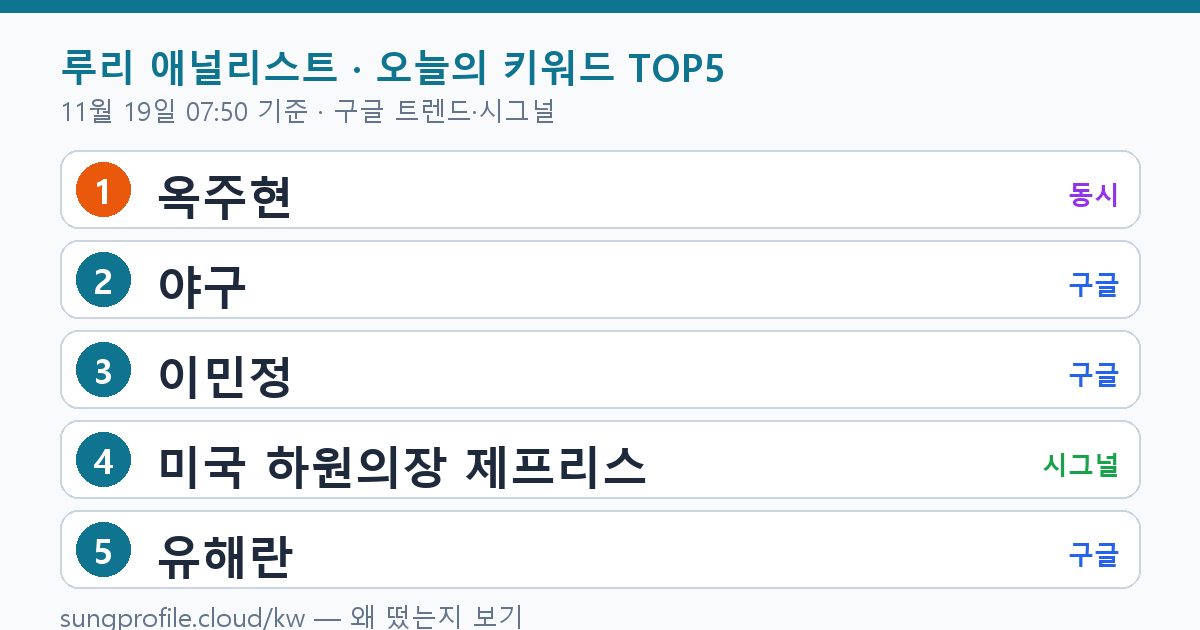 루리 애널리스트 · 오늘의 키워드 TOP5
11월 19일 07:50 기준 · 구글 트렌드·시그널
1 옥주현 동시
2 야구 구글
3 이민정 구글
4 미국 하원의장 제프리스 시그널
5 유해란 구글
sungprofile.cloud/kw — 왜 떴는지 보기